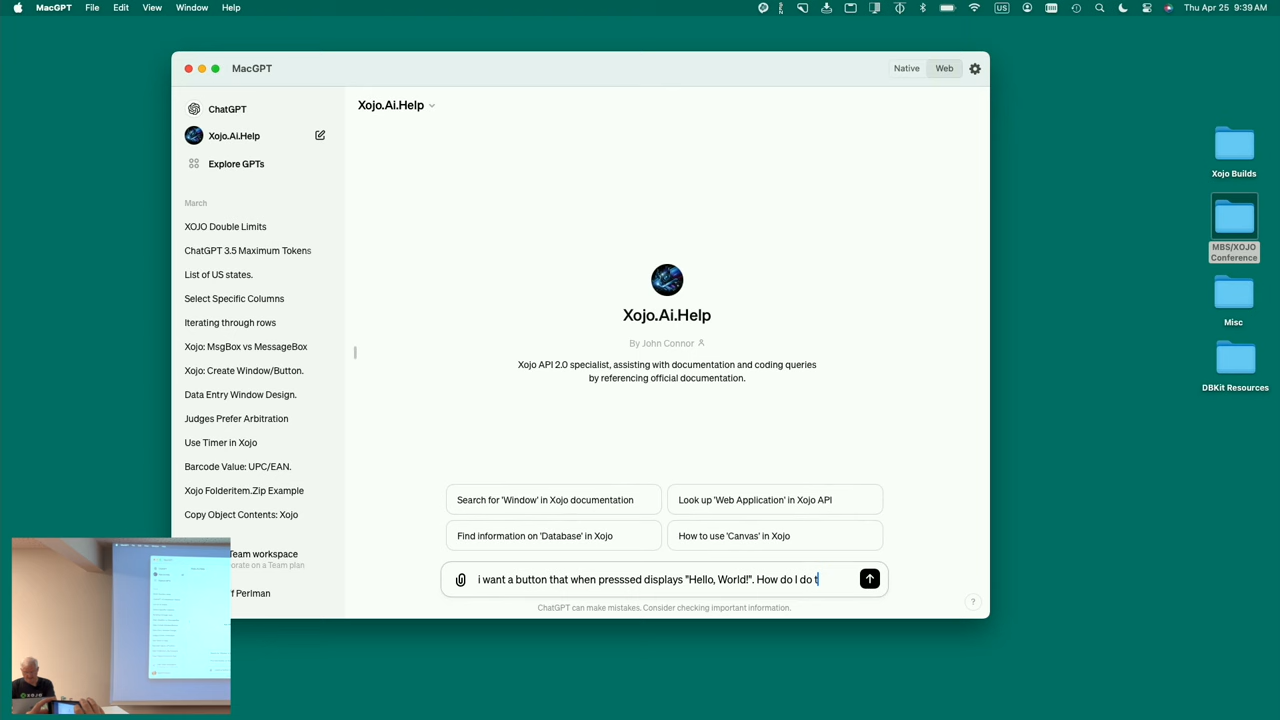 MacGPT File Edit View Window Help
US
Thu Apr 25 9:39 AM
MacGPT
Native Web
ChatGPT
Xojo.Ai.Help
Explore GPTs
March
XOJO Double Limits
ChatGPT 3.5 Maximum Tokens
List of US states.
Select Specific Columns
Iterating through rows
Xojo: MsgBox vs MessageBox
Xojo: Create Window/Button.
Data Entry Window Design.
Judges Prefer Arbitration
Use Timer in Xojo
Barcode Value: UPC/EAN.
Xojo Folderitem.Zip Example
Copy Object Contents: Xojo
Team workspace
orate on a Team plan
f Perlman
Xojo.Ai.Help
Xojo.Ai.Help
By John Connor
Xojo API 2.0 specialist, assisting with documentation and coding queries
by referencing official documentation.
Search for 'Window' in Xojo documentation
Look up 'Web Application' in Xojo API
Find information on 'Database' in Xojo
How to use 'Canvas' in Xojo
i want a button that when presssed displays "Hello, World!". How do I do t
ChatGPT can make mistakes. Consider checking important information.
?
Xojo Builds
MBS/XOJO
Conference
Misc
DBKit Resources
xojo